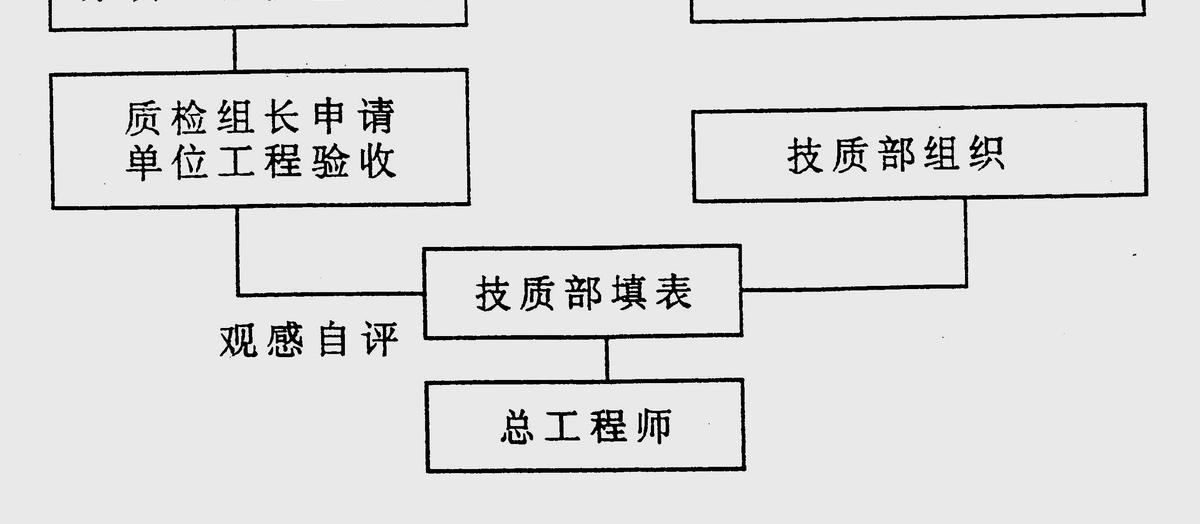 质检组长申请
单位工程验收
技质部组织
技质部填表
观感自评
总工程师